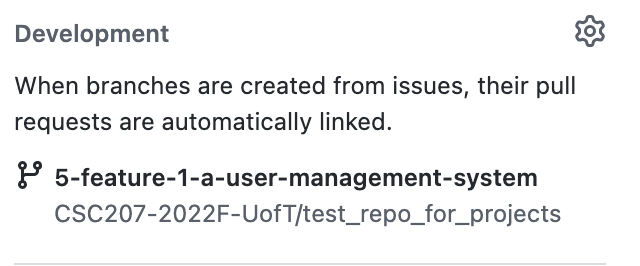 Development
When branches are created from issues, their pull
requests are automatically linked.
5-feature-1-a-user-management-system
CSC207-2022F-UofT/test_repo_for_projects